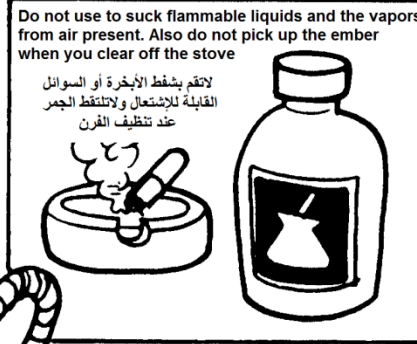 Do not use to suck flammable liquids and the vapors
from air present. Also do not pick up the ember
when you clear off the stove
لاتقم بشفط الأبخرة أو السوائل
القابلة للإشتعال ولاتلتقط الجمر
عند تنظيف الفرن